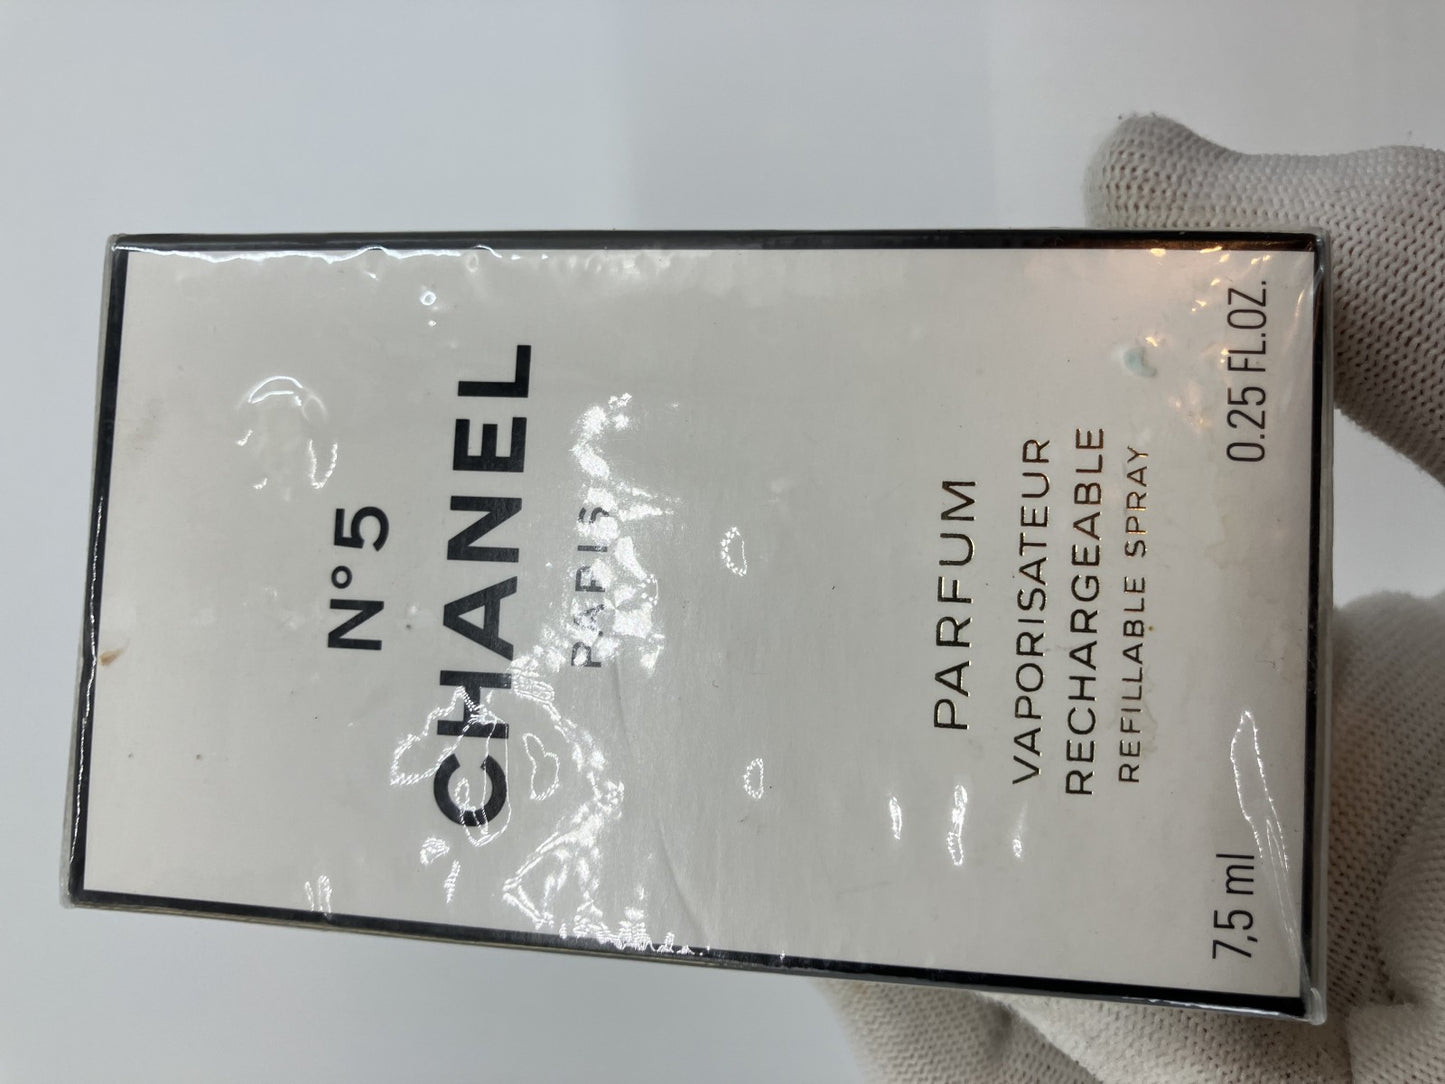 N°5
CHANEL
PARIS
PARFUM
VAPORISATEUR
RECHARGEABLE
REFILLABLE SPRAY
7,5 ml 0.25 FL.OZ.